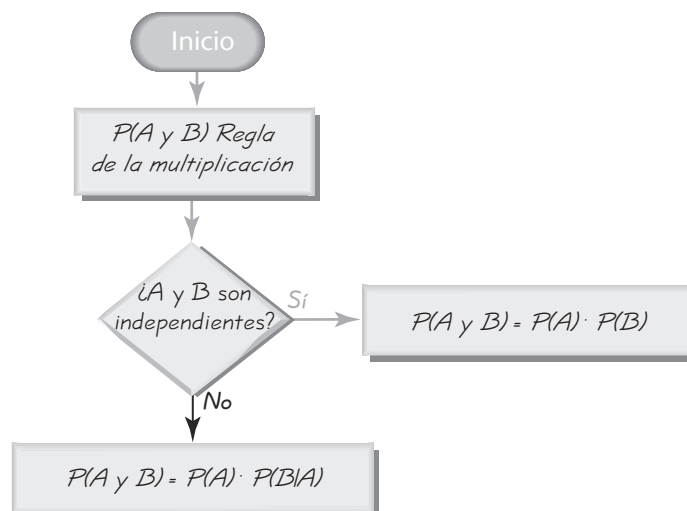 Inicio
P(A y B) Regla
de la multiplicación
¿A y B son
independientes?
Sí
P(A y B) = P(A) · P(B)
No
P(A y B) = P(A) · P(B|A)